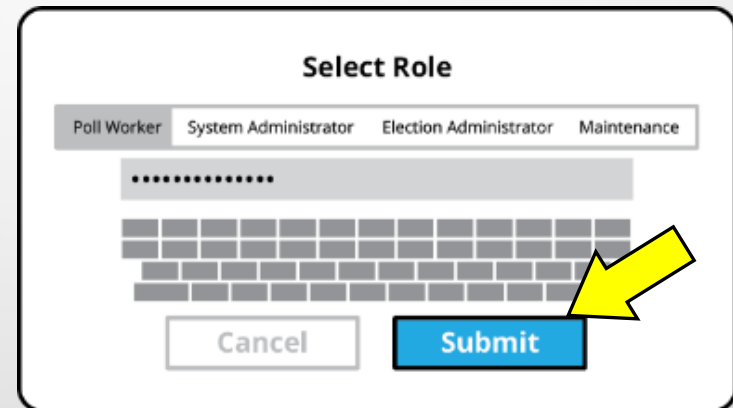 Select Role
Poll Worker System Administrator Election Administrator Maintenance
••••••••••••••
Cancel Submit